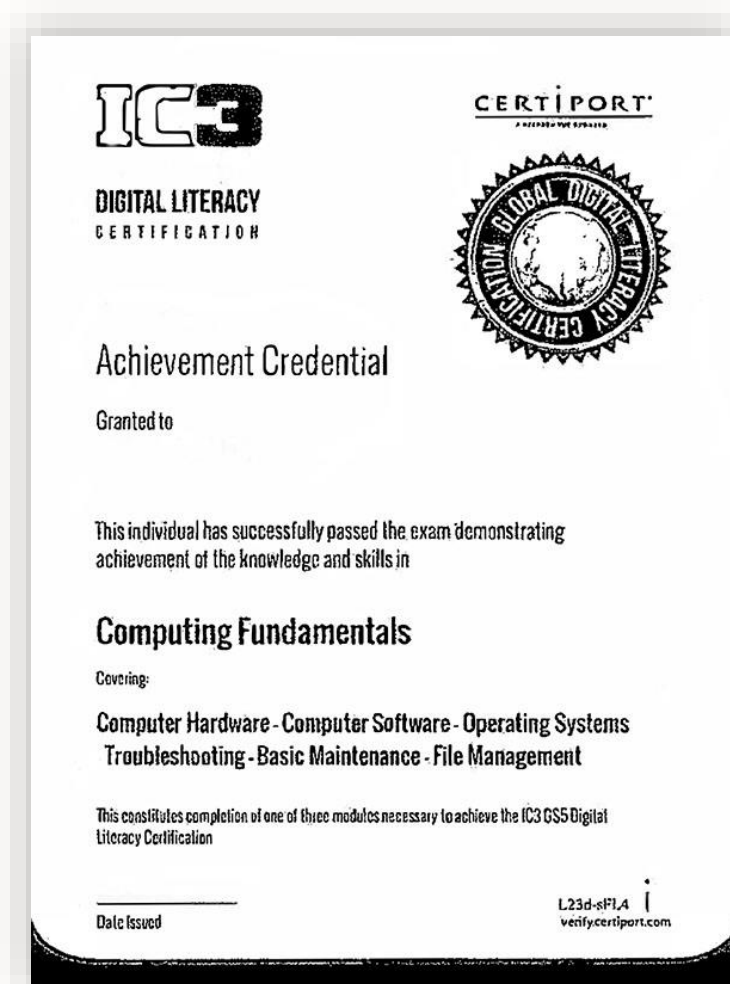 IC3
CERTIPORT
DIGITAL LITERACY
CERTIFICATION
GLOBAL DIGITAL LITERACY CERTIFICATION
Achievement Credential
Granted to
This individual has successfully passed the exam demonstrating
achievement of the knowledge and skills in
Computing Fundamentals
Covering:
Computer Hardware - Computer Software - Operating Systems
Troubleshooting - Basic Maintenance - File Management
This constitutes completion of one of three modules necessary to achieve the IC3 GS5 Digital
Literacy Certification
Date Issued
verify.certiport.com